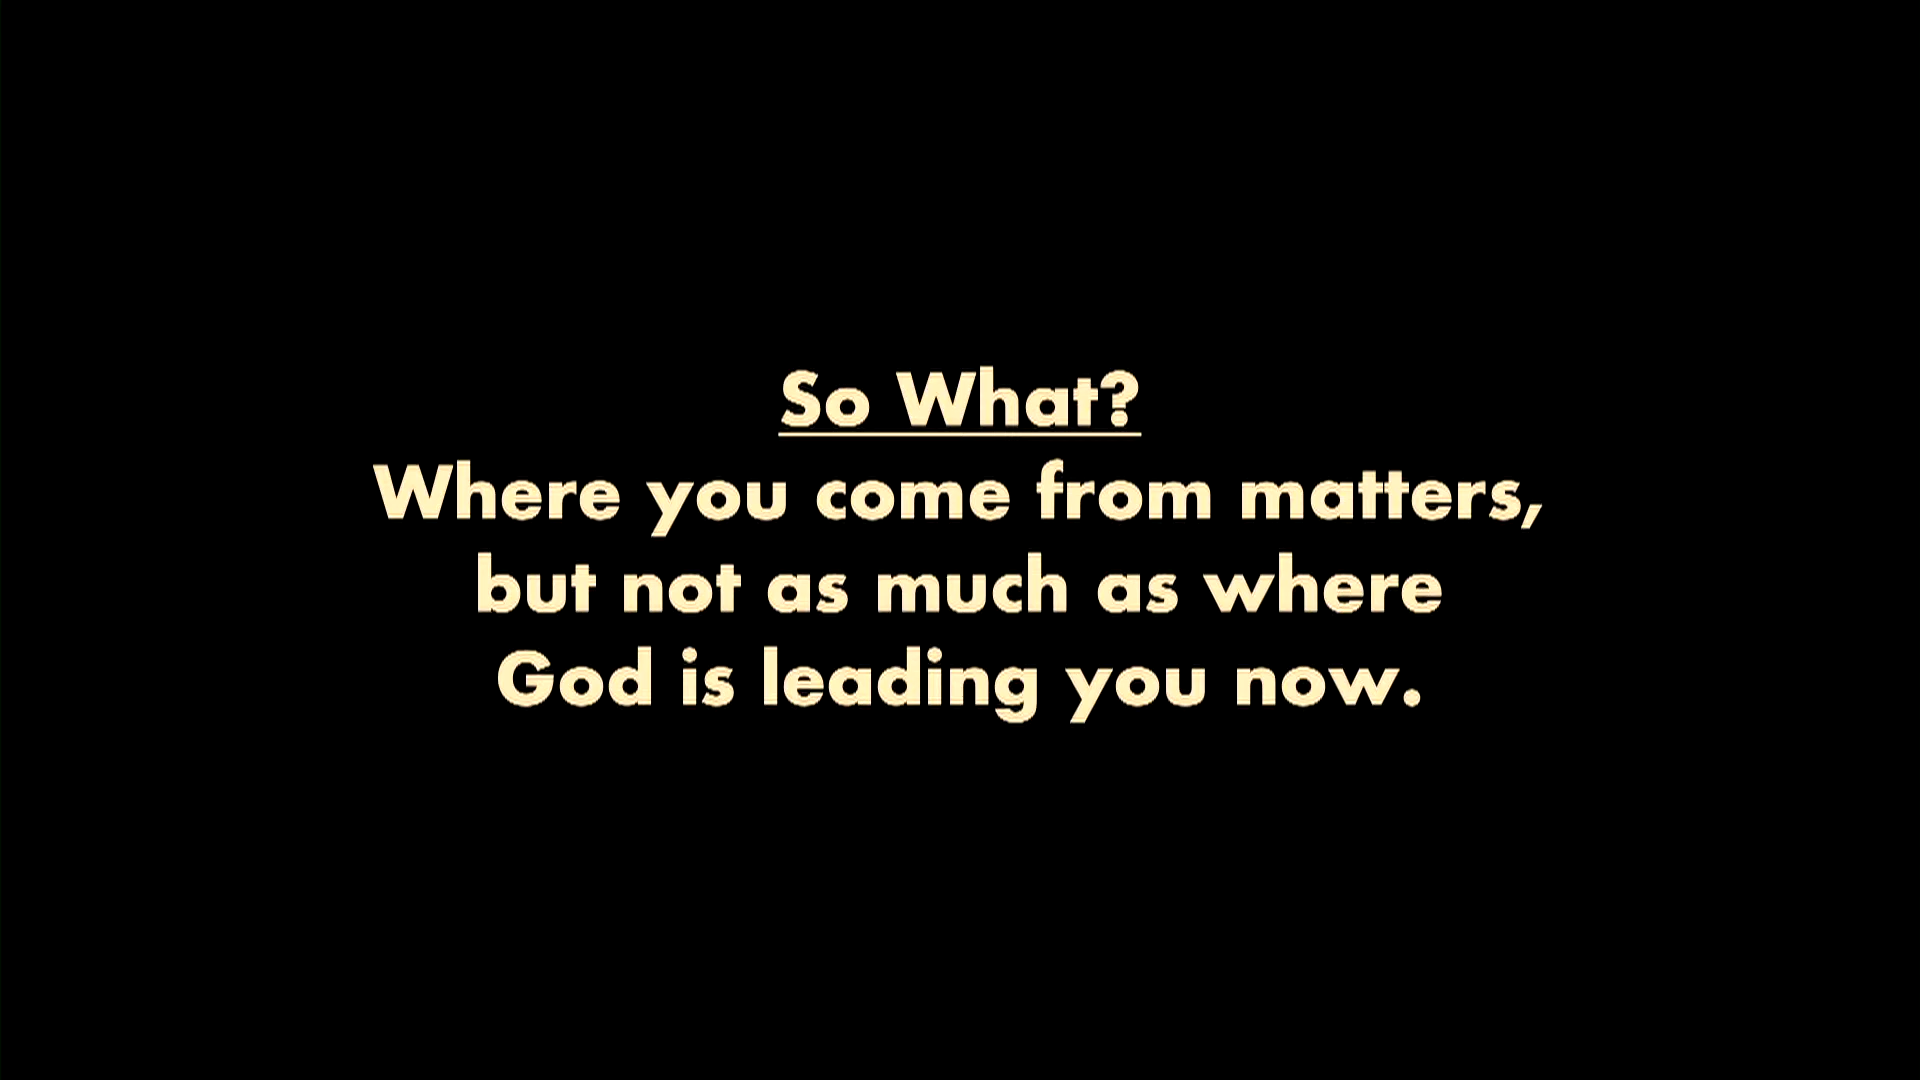 So What?
Where you come from matters,
but not as much as where
God is leading you now.